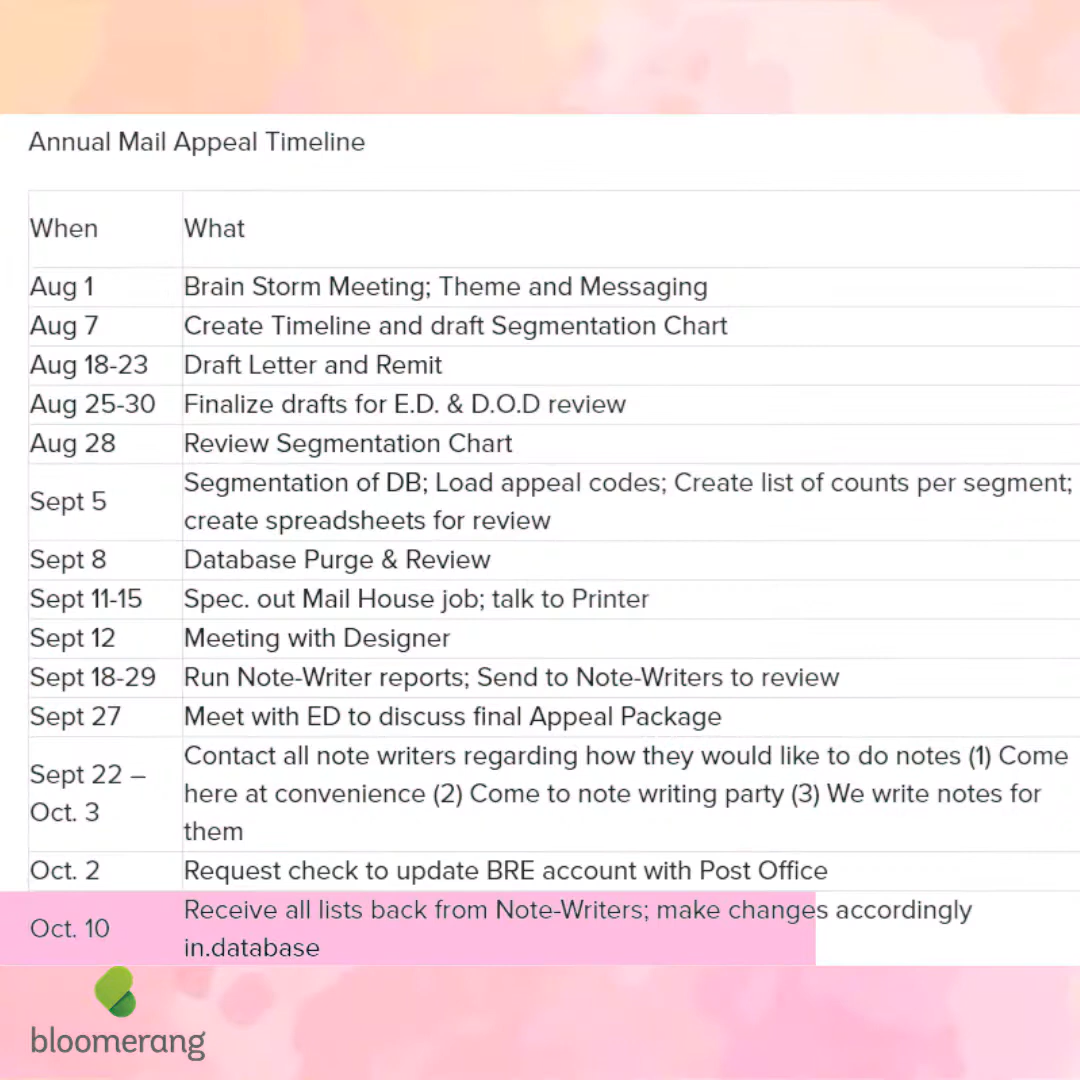 Annual Mail Appeal Timeline
When What
Aug 1 Brain Storm Meeting; Theme and Messaging
Aug 7 Create Timeline and draft Segmentation Chart
Aug 18-23 Draft Letter and Remit
Aug 25-30 Finalize drafts for E.D. & D.O.D review
Aug 28 Review Segmentation Chart
Sept 5 Segmentation of DB; Load appeal codes; Create list of counts per segment;
create spreadsheets for review
Sept 8 Database Purge & Review
Sept 11-15 Spec. out Mail House job; talk to Printer
Sept 12 Meeting with Designer
Sept 18-29 Run Note-Writer reports; Send to Note-Writers to review
Sept 27 Meet with ED to discuss final Appeal Package
Sept 22 –
Oct. 3
Contact all note writers regarding how they would like to do notes (1) Come
here at convenience (2) Come to note writing party (3) We write notes for
them
Oct. 2 Request check to update BRE account with Post Office
Oct. 10 Receive all lists back from Note-Writers; make changes accordingly
in.database
bloomerang